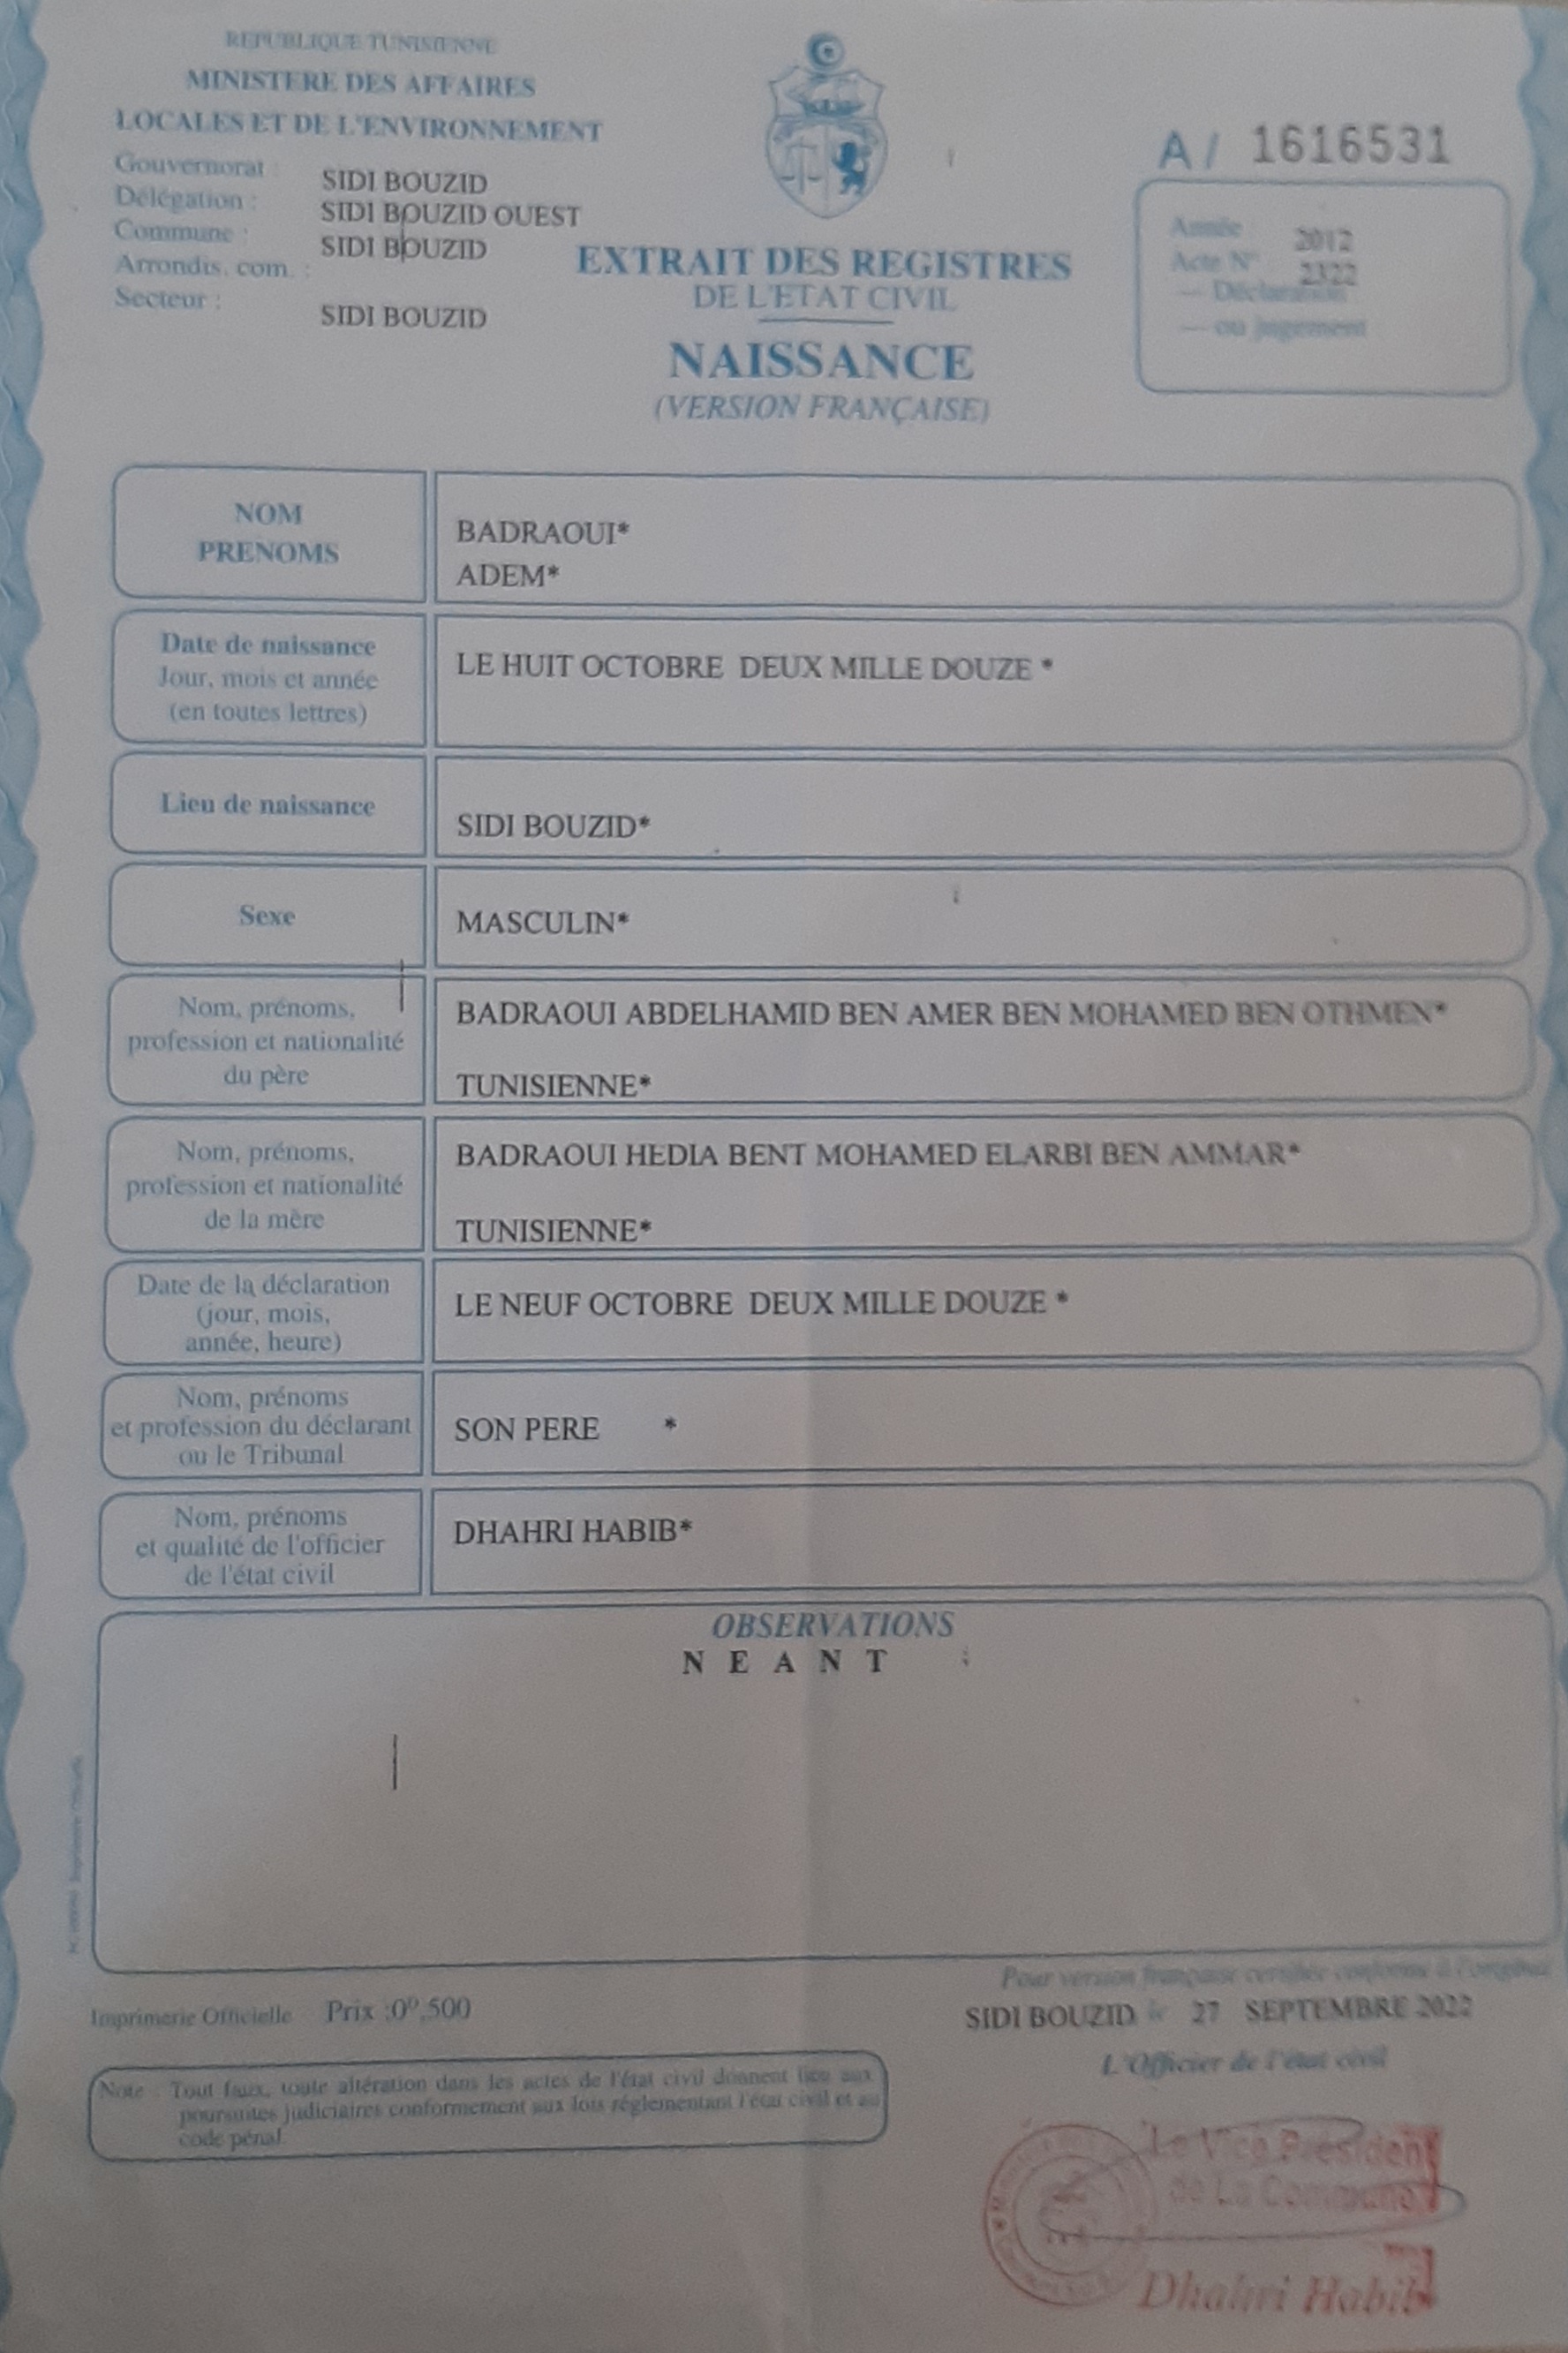 REPUBLIQUE TUNISIENNE
MINISTERE DES AFFAIRES
LOCALES ET DE L'ENVIRONNEMENT
Gouvernorat : SIDI BOUZID
Délégation : SIDI BOUZID OUEST
Commune : SIDI BOUZID
Arrondis. com. :
Secteur : SIDI BOUZID
A / 1616531
Année : 2012
Acte N° 2322
— Déclaration
— ou jugement
EXTRAIT DES REGISTRES
DE L'ETAT CIVIL
NAISSANCE
(VERSION FRANÇAISE)
NOM
PRENOMS
BADRAOUI*
ADEM*
Date de naissance
Jour, mois et année
(en toutes lettres)
LE HUIT OCTOBRE DEUX MILLE DOUZE *
Lieu de naissance
SIDI BOUZID*
Sexe
MASCULIN*
Nom, prénoms,
profession et nationalité
du père
BADRAOUI ABDELHAMID BEN AMER BEN MOHAMED BEN OTHMEN*
TUNISIENNE*
Nom, prénoms,
profession et nationalité
de la mère
BADRAOUI HEDIA BENT MOHAMED ELARBI BEN AMMAR*
TUNISIENNE*
Date de la déclaration
(jour, mois,
année, heure)
LE NEUF OCTOBRE DEUX MILLE DOUZE *
Nom, prénoms
et profession du déclarant
ou le Tribunal
SON PERE *
Nom, prénoms
et qualité de l'officier
de l'état civil
DHAHRI HABIB*
OBSERVATIONS
N E A N T
Pour version française certifiée conforme à l'original
Imprimerie Officielle Prix :0ᴰ,500
SIDI BOUZID le 27 SEPTEMBRE 2022
L'Officier de l'état civil
Note : Tout faux, toute altération dans les actes de l'état civil donnent lieu aux
poursuites judiciaires conformement aux lois réglementant l'état civil et au
code pénal
Le Vice Président
de La Commune
Dhahri Habib